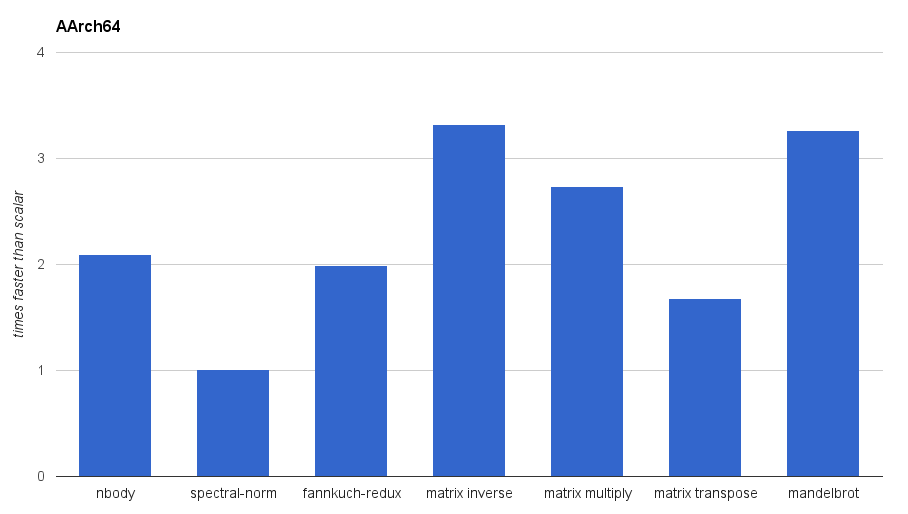 AArch64
4
3
2
1
0
times faster than scalar
nbody spectral-norm fannkuch-redux matrix inverse matrix multiply matrix transpose mandelbrot